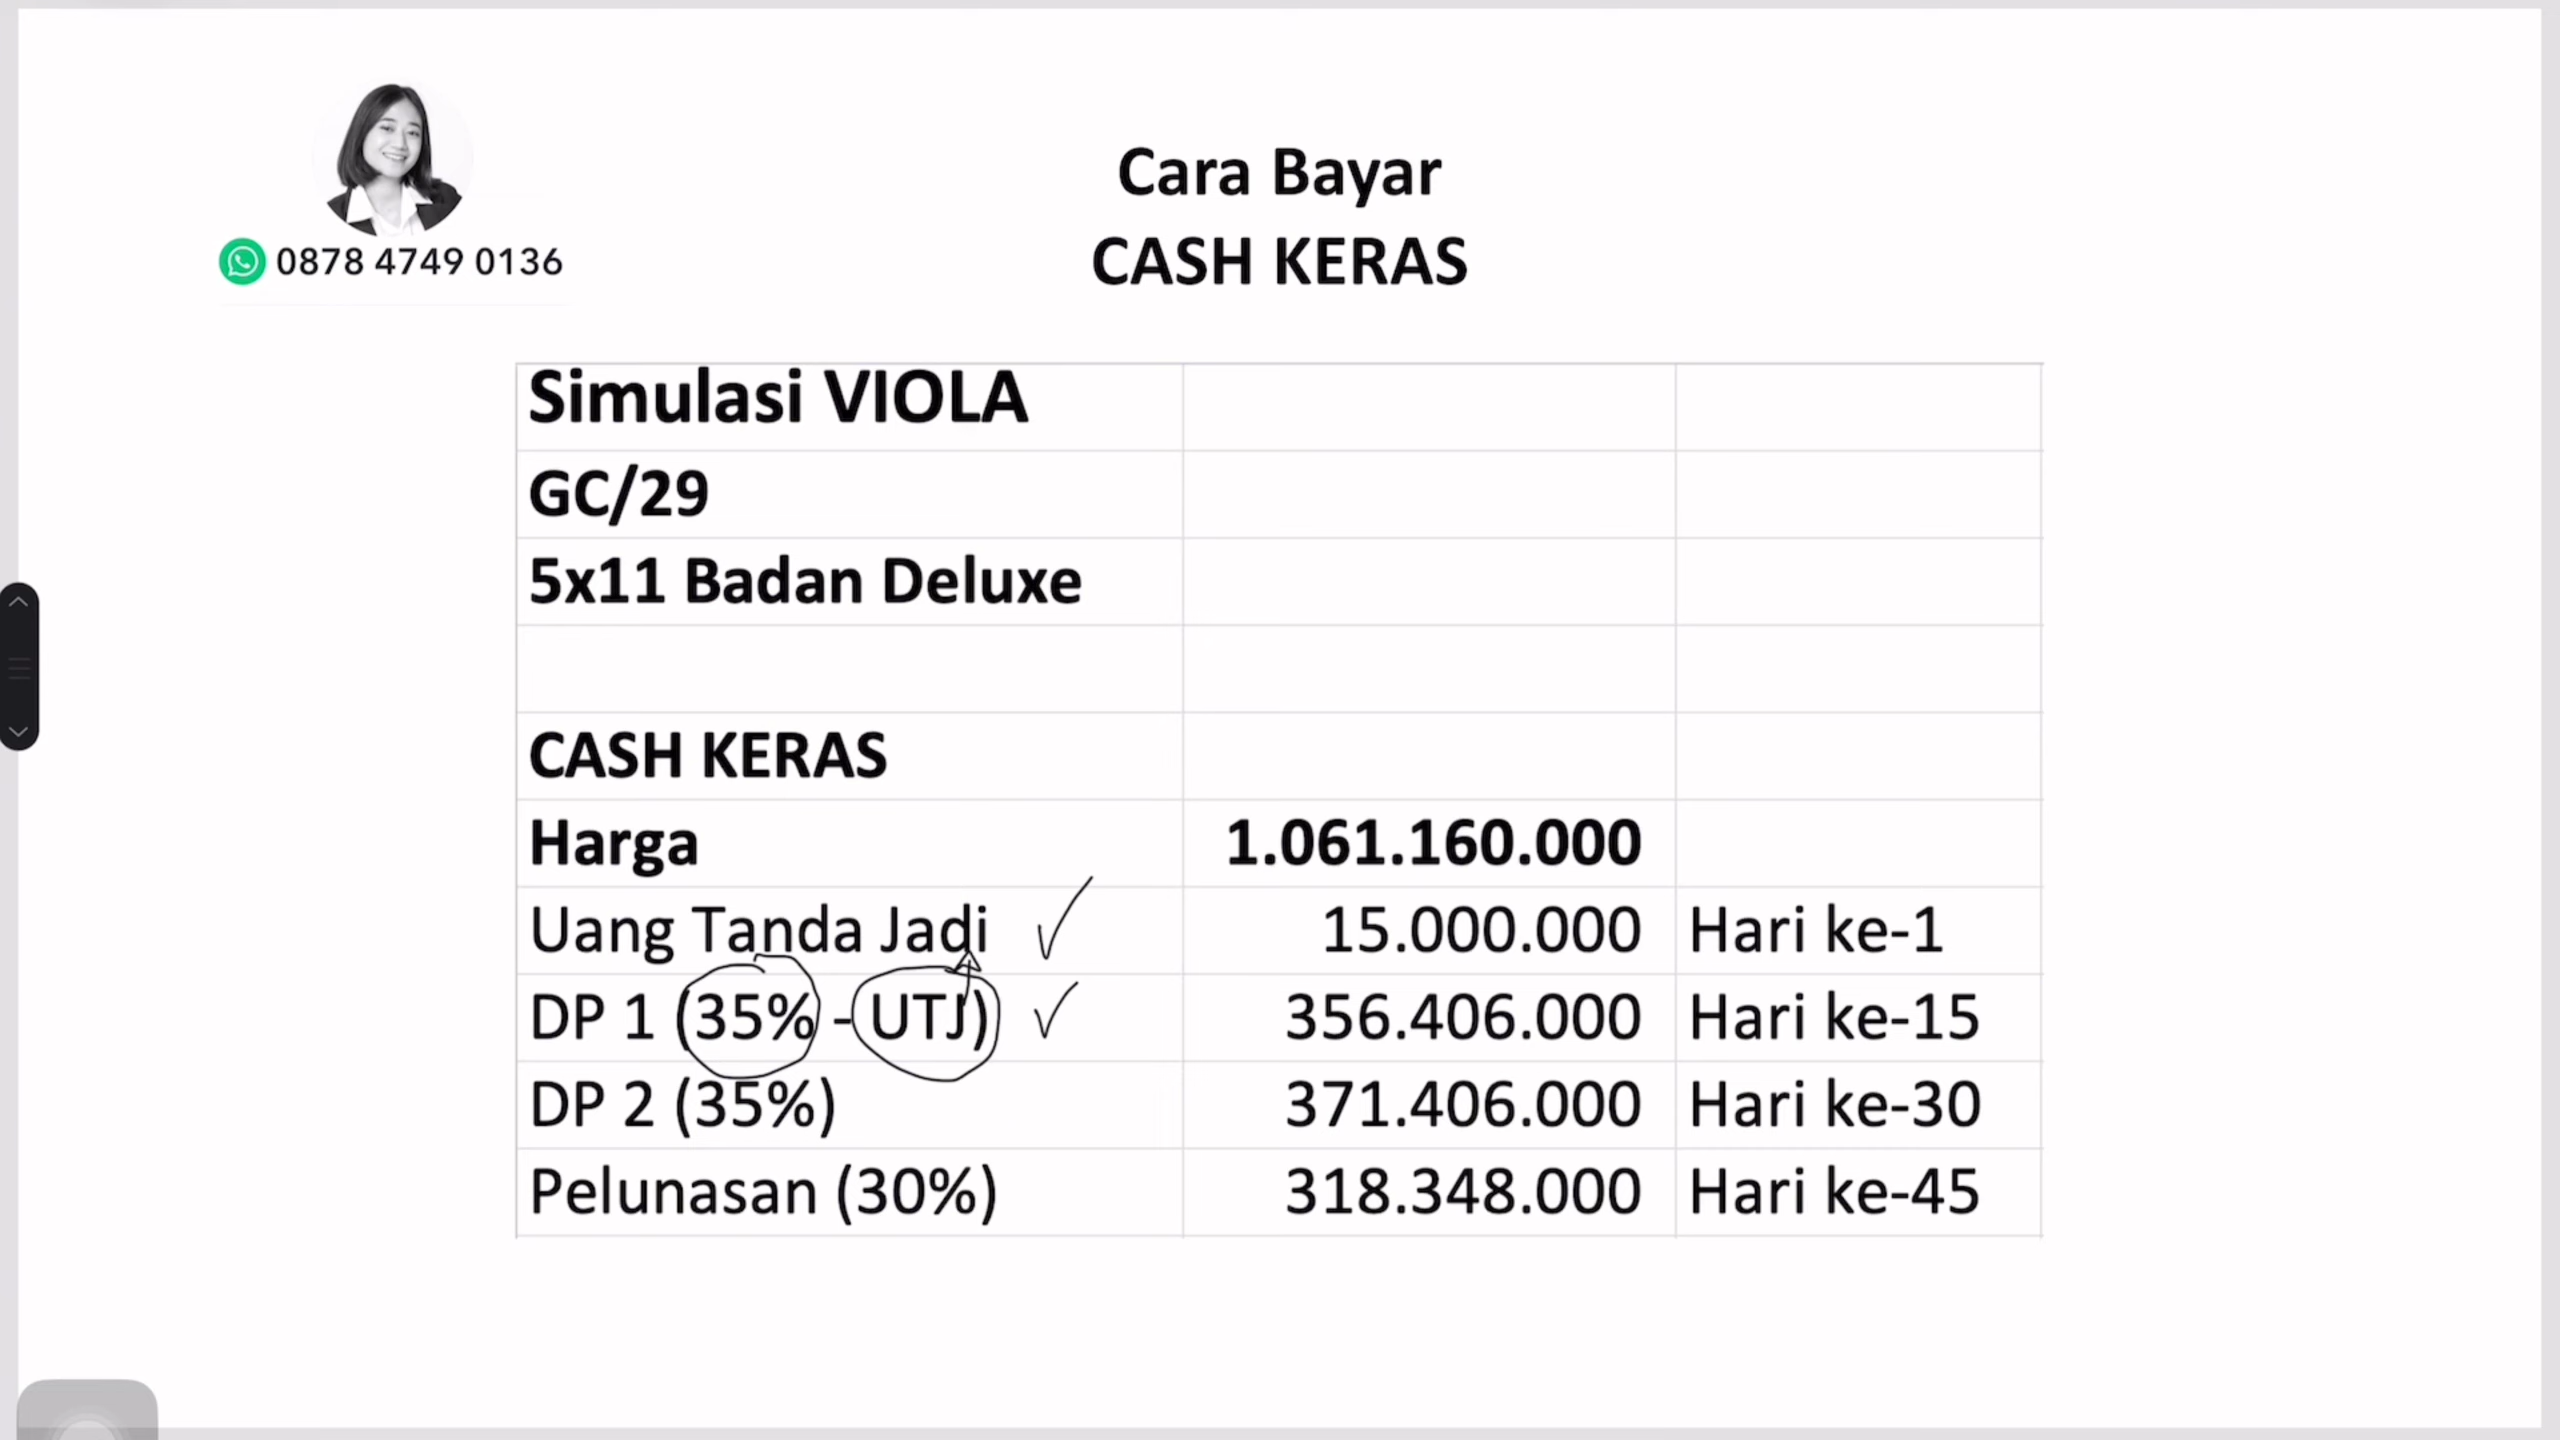 0878 4749 0136
Cara Bayar
CASH KERAS
Simulasi VIOLA
GC/29
5x11 Badan Deluxe
CASH KERAS
Harga 1.061.160.000
Uang Tanda Jadi 15.000.000 Hari ke-1
DP 1 (35% - UTJ) 356.406.000 Hari ke-15
DP 2 (35%) 371.406.000 Hari ke-30
Pelunasan (30%) 318.348.000 Hari ke-45